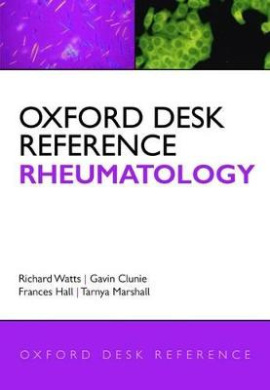 OXFORD DESK
REFERENCE
RHEUMATOLOGY
Richard Watts | Gavin Clunie
Frances Hall | Tarnya Marshall
OXFORD DESK REFERENCE